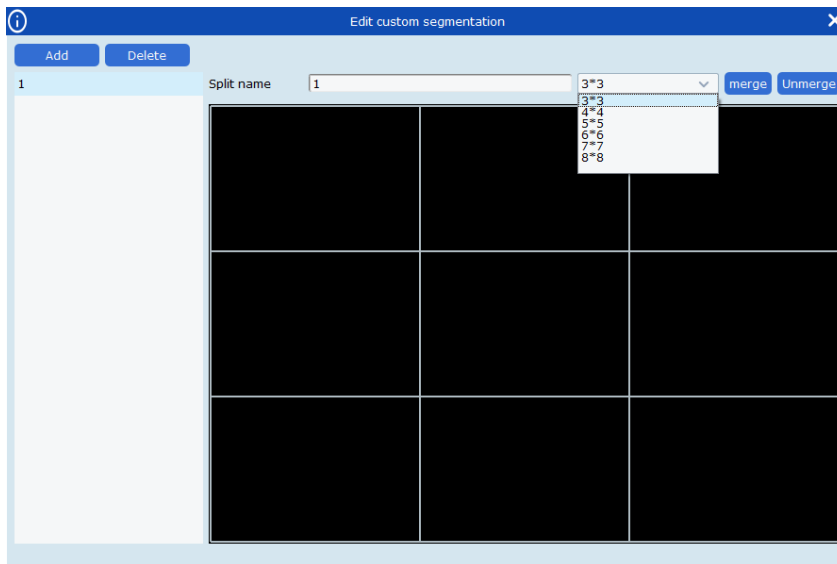 Edit custom segmentation
Add Delete
1 Split name 1 3*3 merge Unmerge
3*3
4*4
5*5
6*6
7*7
8*8